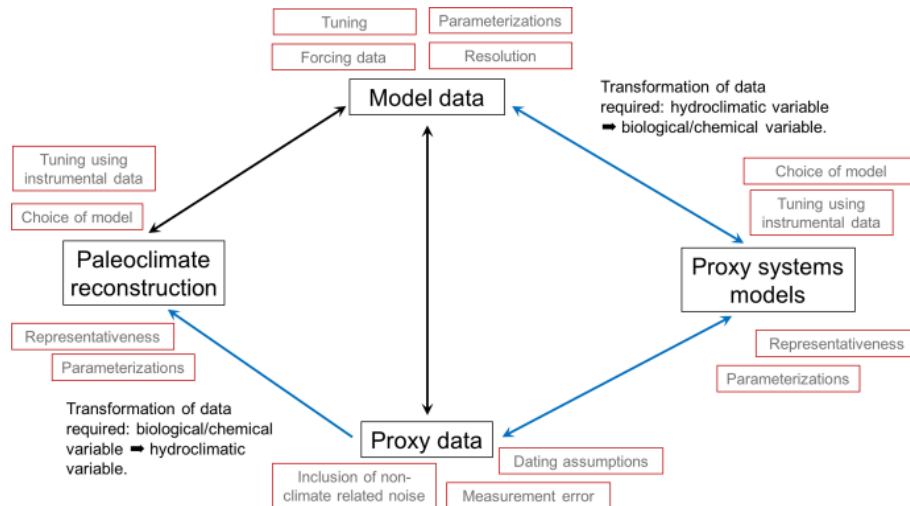 Tuning
Parameterizations
Forcing data
Resolution
Model data
Transformation of data
required: hydroclimatic variable
➡ biological/chemical variable.
Tuning using
instrumental data
Choice of model
Choice of model
Tuning using
instrumental data
Paleoclimate
reconstruction
Proxy systems
models
Representativeness
Parameterizations
Representativeness
Parameterizations
Transformation of data
required: biological/chemical
variable ➡ hydroclimatic
variable.
Proxy data
Dating assumptions
Inclusion of non-
climate related noise
Measurement error